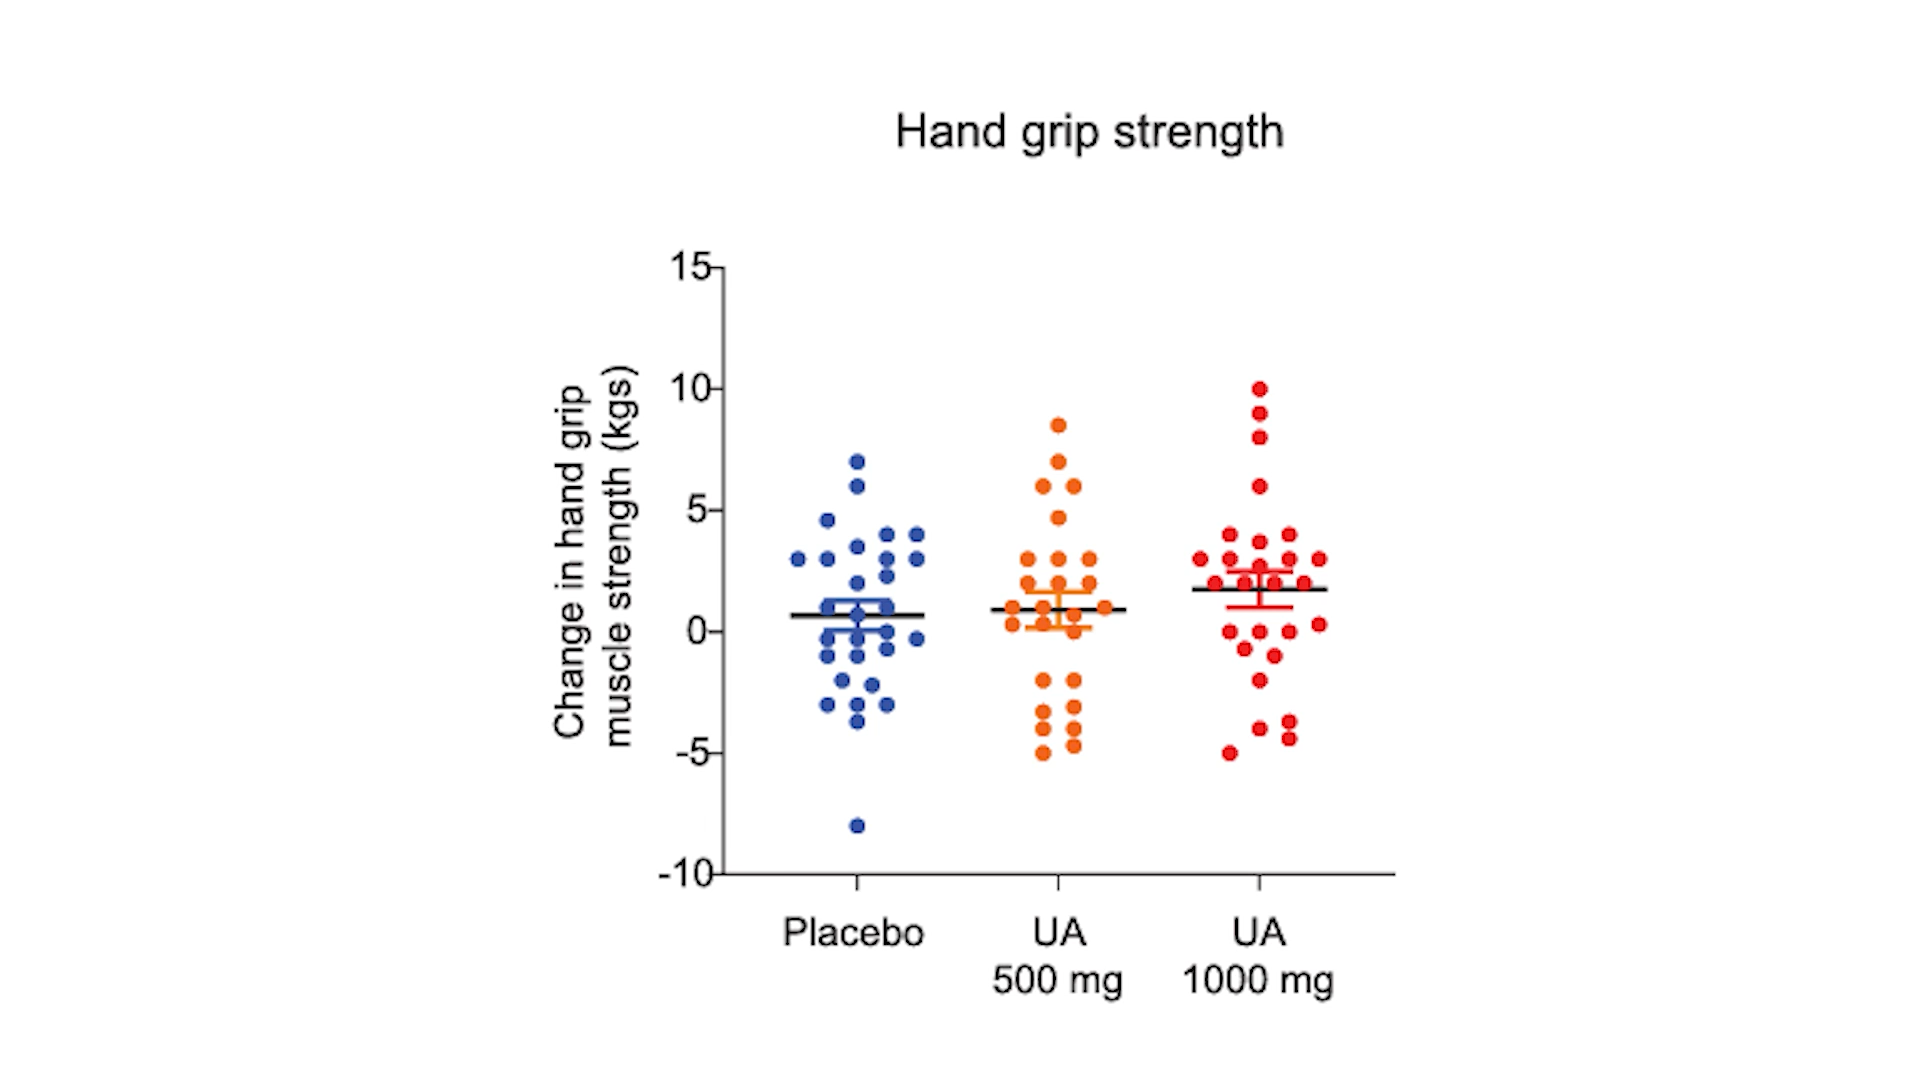 Hand grip strength
Change in hand grip
muscle strength (kgs)
15
10
5
0
-5
-10
Placebo
UA
500 mg
UA
1000 mg